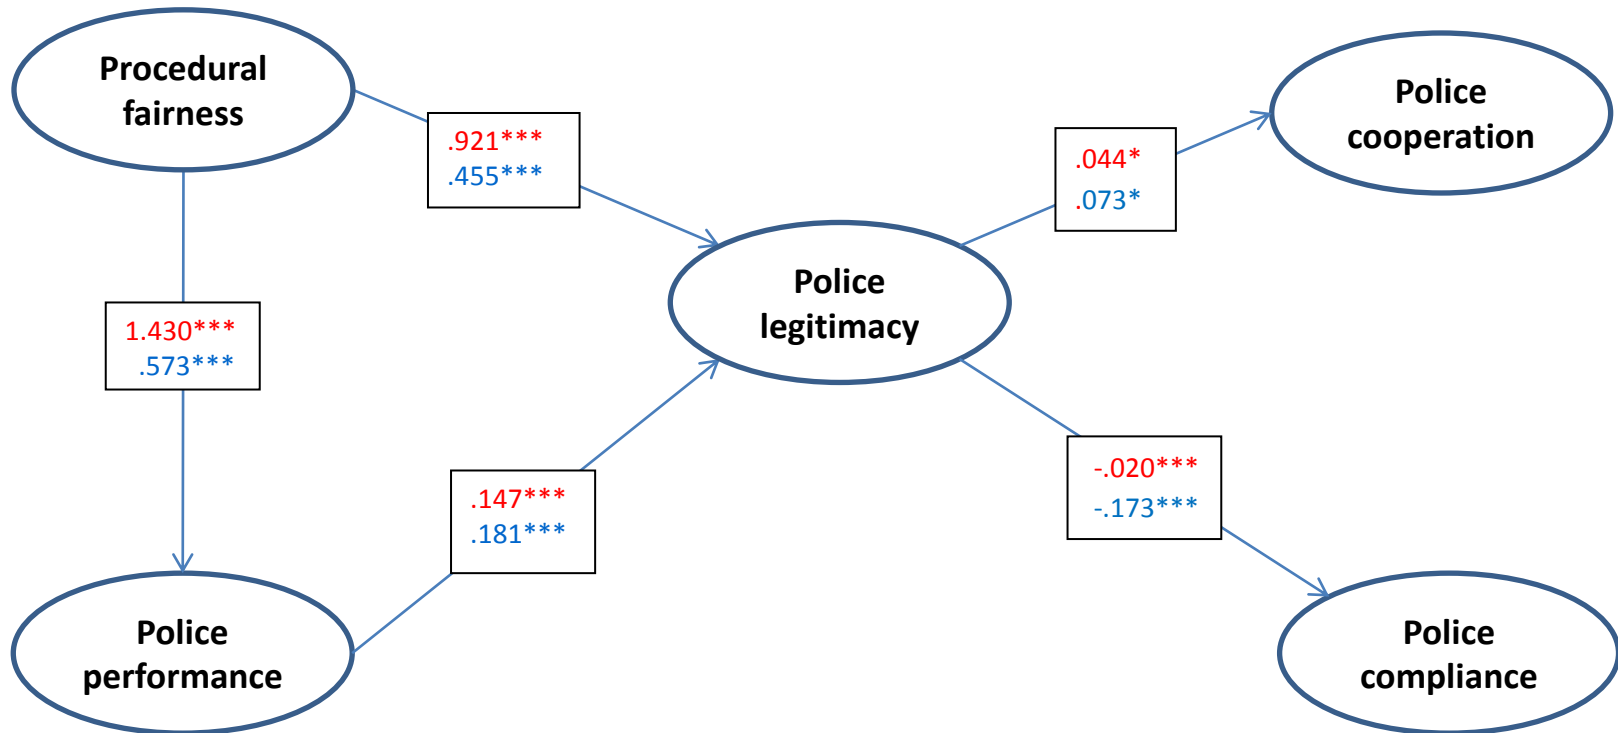 Procedural
fairness
.921***
.455***
Police
cooperation
.044*
.073*
Police
legitimacy
1.430***
.573***
.147***
.181***
-.020***
-.173***
Police
performance
Police
compliance